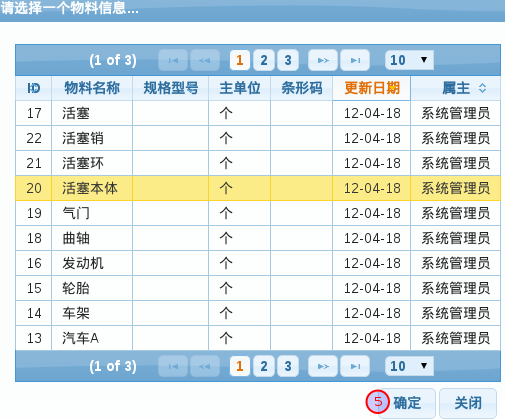 请选择一个物料信息...
(1 of 3) 1 2 3 10
ID 物料名称 规格型号 主单位 条形码 更新日期 属主
17 活塞 个 12-04-18 系统管理员
22 活塞销 个 12-04-18 系统管理员
21 活塞环 个 12-04-18 系统管理员
20 活塞本体 个 12-04-18 系统管理员
19 气门 个 12-04-18 系统管理员
18 曲轴 个 12-04-18 系统管理员
16 发动机 个 12-04-18 系统管理员
15 轮胎 个 12-04-18 系统管理员
14 车架 个 12-04-18 系统管理员
13 汽车A 个 12-04-18 系统管理员
(1 of 3) 1 2 3 10
5 确定 关闭